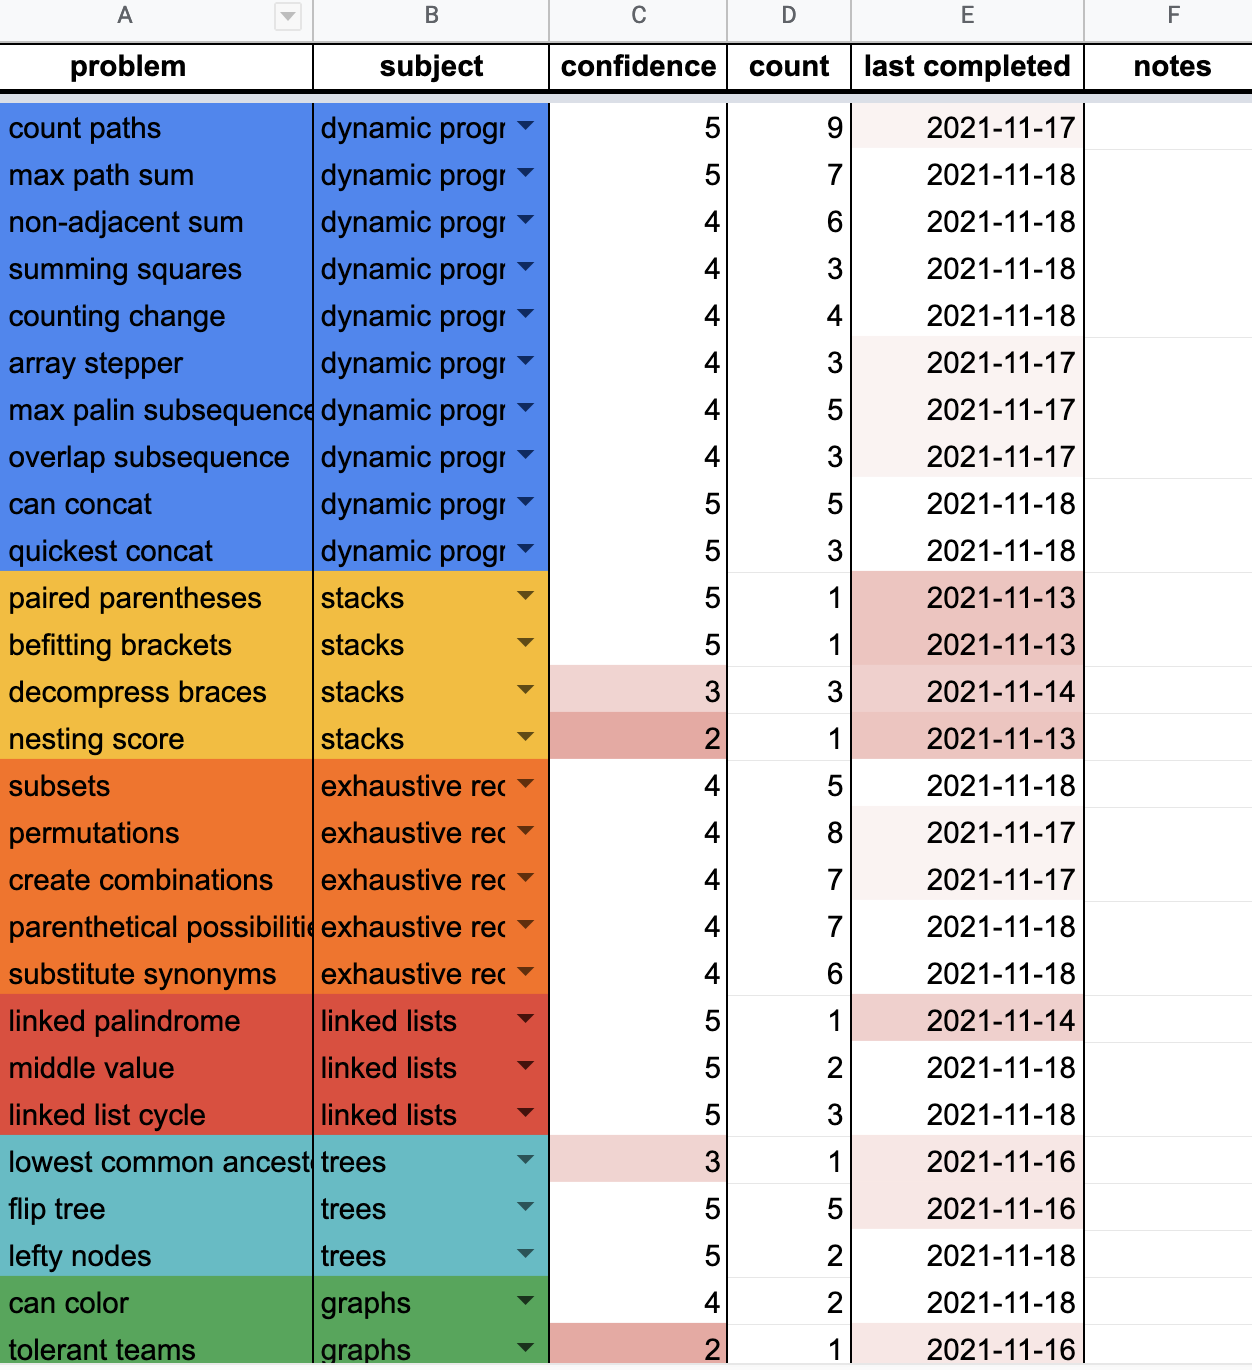 A B C D E F
problem subject confidence count last completed notes
count paths dynamic progr 5 9 2021-11-17
max path sum dynamic progr 5 7 2021-11-18
non-adjacent sum dynamic progr 4 6 2021-11-18
summing squares dynamic progr 4 3 2021-11-18
counting change dynamic progr 4 4 2021-11-18
array stepper dynamic progr 4 3 2021-11-17
max palin subsequence dynamic progr 4 5 2021-11-17
overlap subsequence dynamic progr 4 3 2021-11-17
can concat dynamic progr 5 5 2021-11-18
quickest concat dynamic progr 5 3 2021-11-18
paired parentheses stacks 5 1 2021-11-13
befitting brackets stacks 5 1 2021-11-13
decompress braces stacks 3 3 2021-11-14
nesting score stacks 2 1 2021-11-13
subsets exhaustive rec 4 5 2021-11-18
permutations exhaustive rec 4 8 2021-11-17
create combinations exhaustive rec 4 7 2021-11-17
parenthetical possibilitie exhaustive rec 4 7 2021-11-18
substitute synonyms exhaustive rec 4 6 2021-11-18
linked palindrome linked lists 5 1 2021-11-14
middle value linked lists 5 2 2021-11-18
linked list cycle linked lists 5 3 2021-11-18
lowest common ancest trees 3 1 2021-11-16
flip tree trees 5 5 2021-11-16
lefty nodes trees 5 2 2021-11-18
can color graphs 4 2 2021-11-18
tolerant teams graphs 2 1 2021-11-16